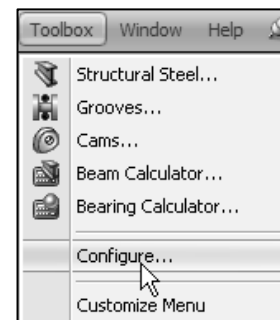 Toolbox Window Help
Structural Steel...
Grooves...
Cams...
Beam Calculator...
Bearing Calculator...
Configure...
Customize Menu